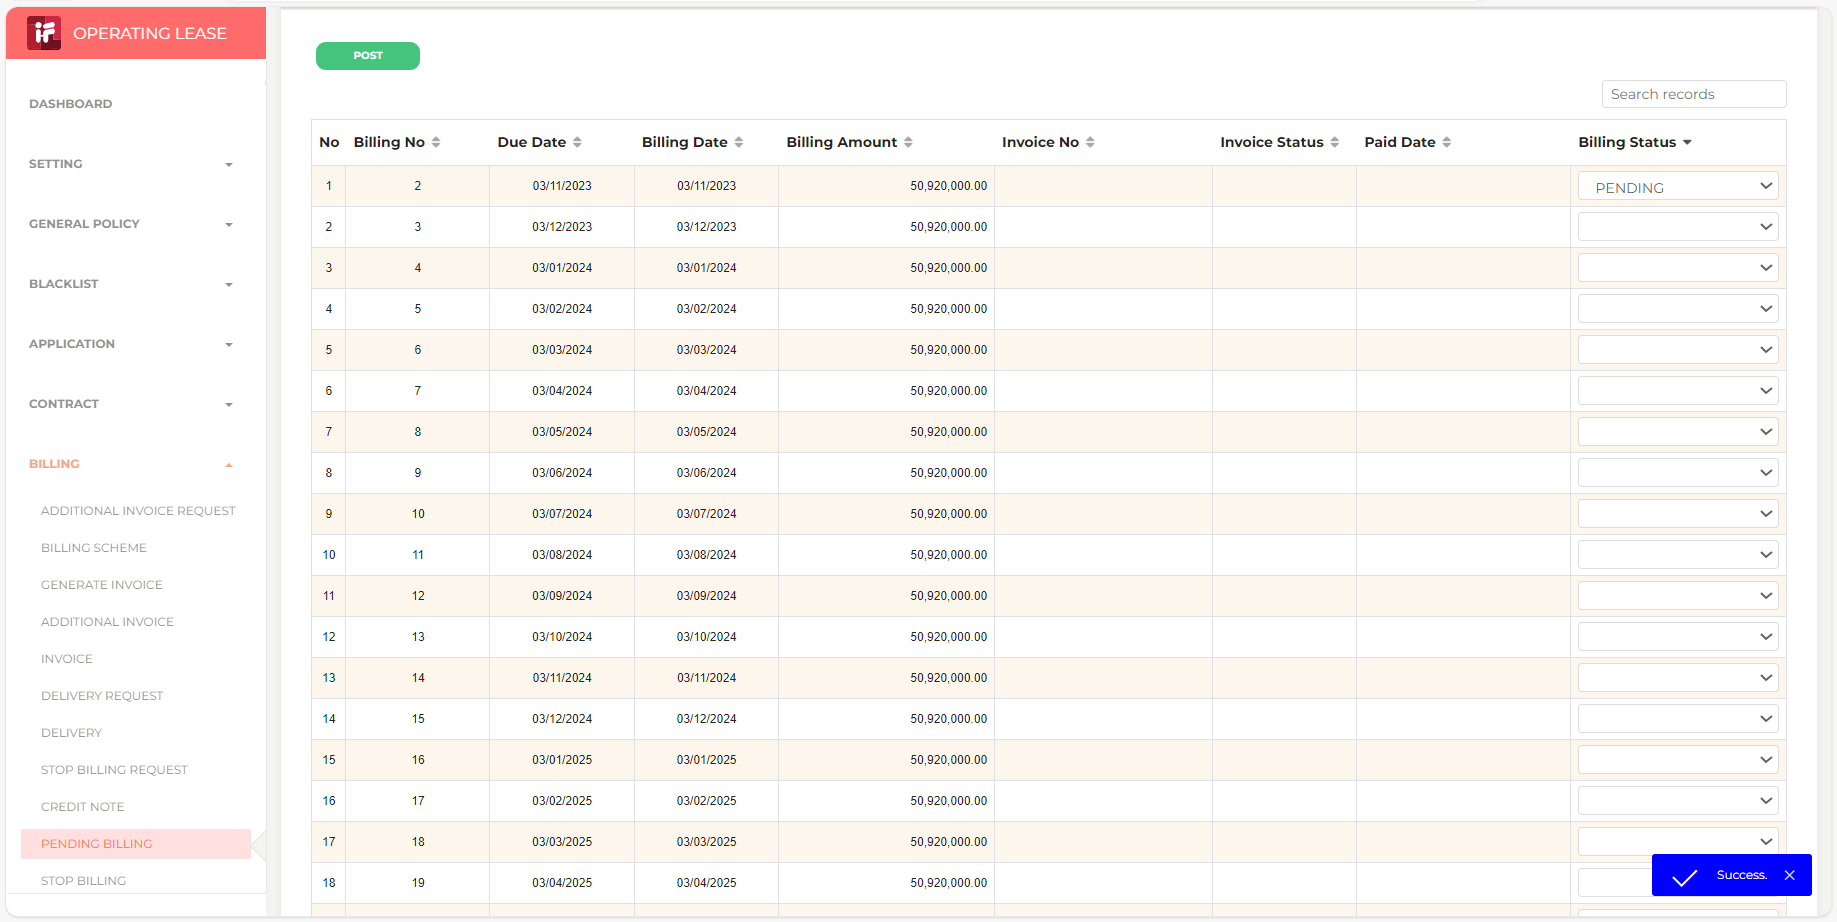 iF OPERATING LEASE
DASHBOARD
SETTING
GENERAL POLICY
BLACKLIST
APPLICATION
CONTRACT
BILLING
ADDITIONAL INVOICE REQUEST
BILLING SCHEME
GENERATE INVOICE
ADDITIONAL INVOICE
INVOICE
DELIVERY REQUEST
DELIVERY
STOP BILLING REQUEST
CREDIT NOTE
PENDING BILLING
STOP BILLING
POST
Search records
No Billing No Due Date Billing Date Billing Amount Invoice No Invoice Status Paid Date Billing Status
1 2 03/11/2023 03/11/2023 50,920,000.00 PENDING
2 3 03/12/2023 03/12/2023 50,920,000.00
3 4 03/01/2024 03/01/2024 50,920,000.00
4 5 03/02/2024 03/02/2024 50,920,000.00
5 6 03/03/2024 03/03/2024 50,920,000.00
6 7 03/04/2024 03/04/2024 50,920,000.00
7 8 03/05/2024 03/05/2024 50,920,000.00
8 9 03/06/2024 03/06/2024 50,920,000.00
9 10 03/07/2024 03/07/2024 50,920,000.00
10 11 03/08/2024 03/08/2024 50,920,000.00
11 12 03/09/2024 03/09/2024 50,920,000.00
12 13 03/10/2024 03/10/2024 50,920,000.00
13 14 03/11/2024 03/11/2024 50,920,000.00
14 15 03/12/2024 03/12/2024 50,920,000.00
15 16 03/01/2025 03/01/2025 50,920,000.00
16 17 03/02/2025 03/02/2025 50,920,000.00
17 18 03/03/2025 03/03/2025 50,920,000.00
18 19 03/04/2025 03/04/2025 50,920,000.00
Success.